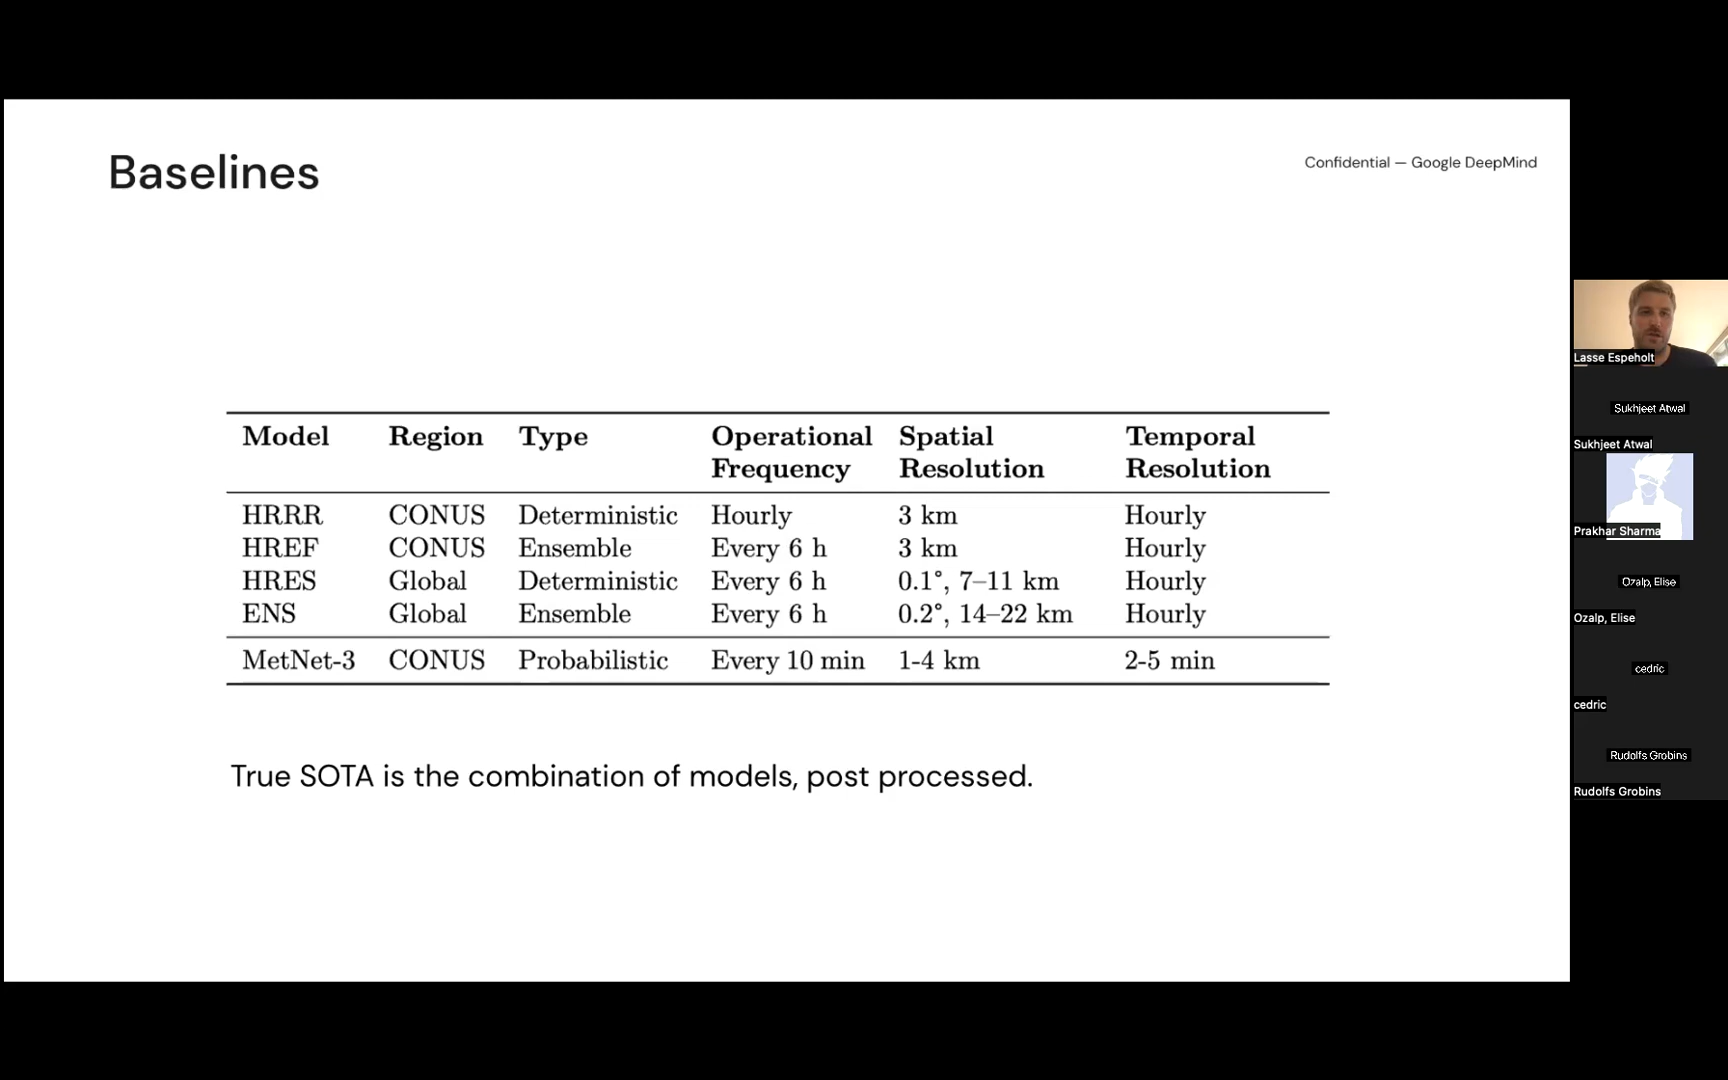 Baselines
Confidential — Google DeepMind
Model Region Type Operational Frequency Spatial Resolution Temporal Resolution
HRRR CONUS Deterministic Hourly 3 km Hourly
HREF CONUS Ensemble Every 6 h 3 km Hourly
HRES Global Deterministic Every 6 h 0.1°, 7–11 km Hourly
ENS Global Ensemble Every 6 h 0.2°, 14–22 km Hourly
MetNet-3 CONUS Probabilistic Every 10 min 1-4 km 2-5 min
True SOTA is the combination of models, post processed.
Lasse Espeholt
Sukhjeet Atwal
Sukhjeet Atwal
Prakhar Sharma
Ozalp, Elise
Ozalp, Elise
cedric
cedric
Rudolfs Grobins
Rudolfs Grobins